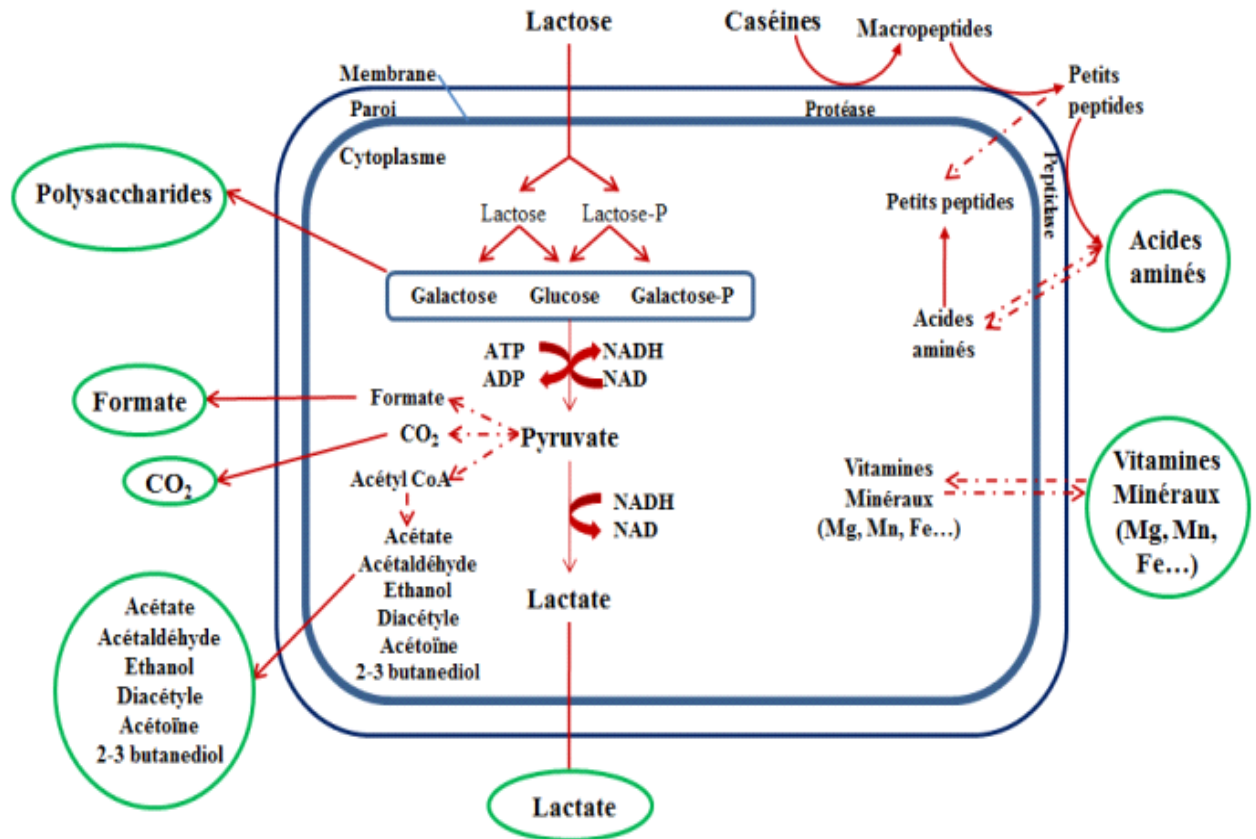 Lactose
Caséines
Macropeptides
Membrane
Petits
peptides
Paroi
Protéase
Cytoplasme
Peptidase
Polysaccharides
Lactose
Lactose-P
Petits peptides
Acides
aminés
Galactose
Glucose
Galactose-P
Acides
aminés
ATP
NADH
ADP
NAD
Formate
Formate
CO₂
Pyruvate
CO₂
Acétyl CoA
Vitamines
Minéraux
(Mg, Mn, Fe…)
Vitamines
Minéraux
(Mg, Mn,
Fe…)
NADH
NAD
Acétate
Acétaldéhyde
Ethanol
Diacétyle
Acétoïne
2-3 butanediol
Lactate
Acétate
Acétaldéhyde
Ethanol
Diacétyle
Acétoïne
2-3 butanediol
Lactate